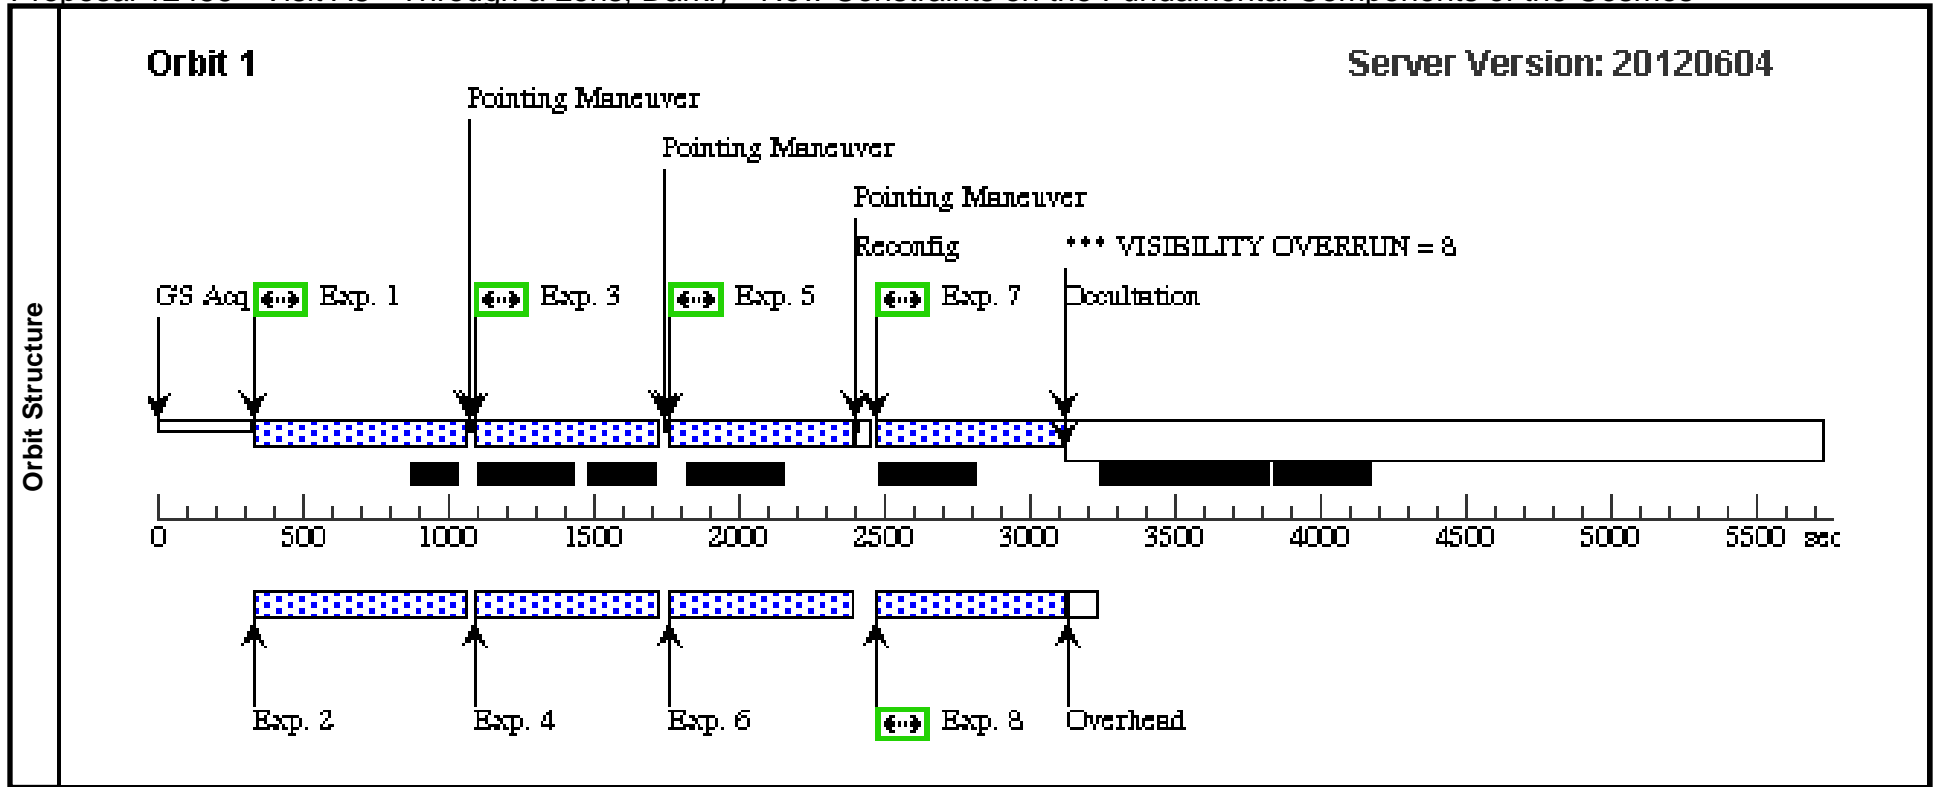 Orbit 1
Server Version: 20120604
Pointing Maneuver
Pointing Maneuver
Pointing Maneuver
Reconfig
*** VISIBILITY OVERRUN = 8
GS Acq
Exp. 1
Exp. 3
Exp. 5
Exp. 7
Occultation
Orbit Structure
0 500 1000 1500 2000 2500 3000 3500 4000 4500 5000 5500 sec
Exp. 2
Exp. 4
Exp. 6
Exp. 8
Overhead